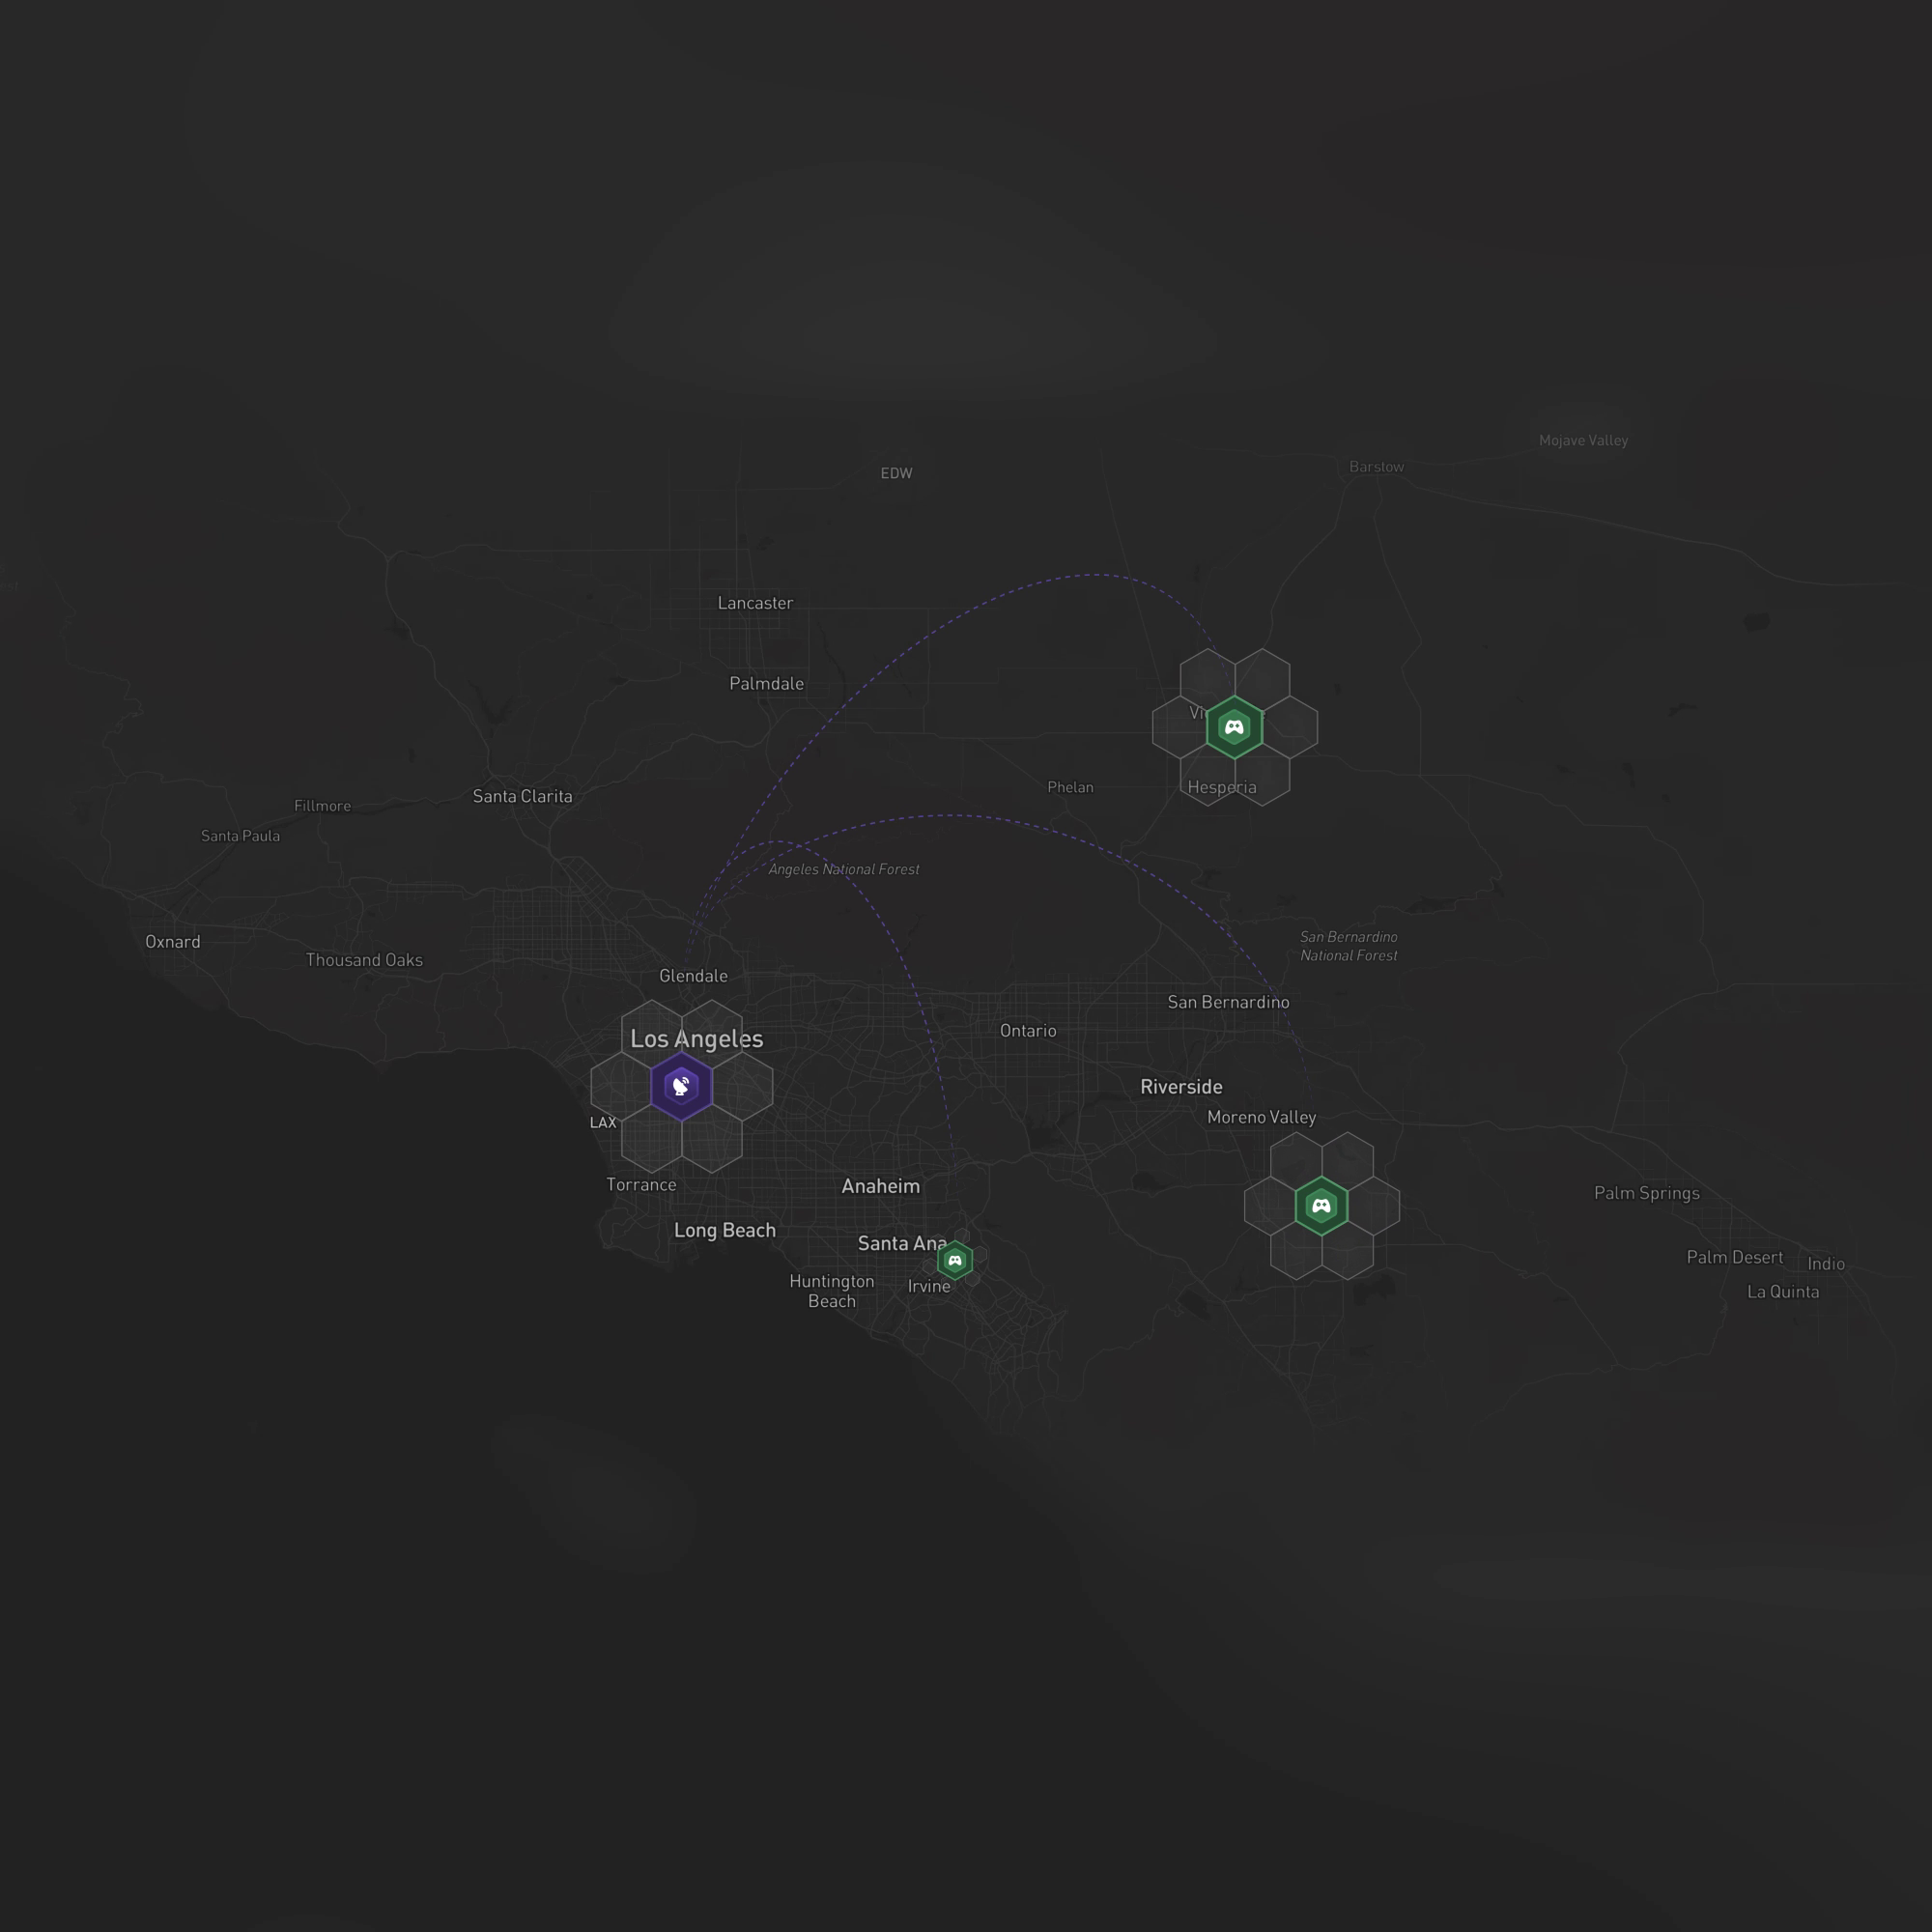 Mojave Valley
Barstow
EDW
Lancaster
Palmdale
Hesperia
Phelan
Santa Clarita
Fillmore
Santa Paula
Angeles National Forest
Oxnard
Thousand Oaks
San Bernardino
National Forest
Glendale
San Bernardino
Ontario
Los Angeles
Riverside
Moreno Valley
LAX
Torrance
Anaheim
Palm Springs
Long Beach
Santa Ana
Palm Desert
Indio
Huntington
Beach
Irvine
La Quinta